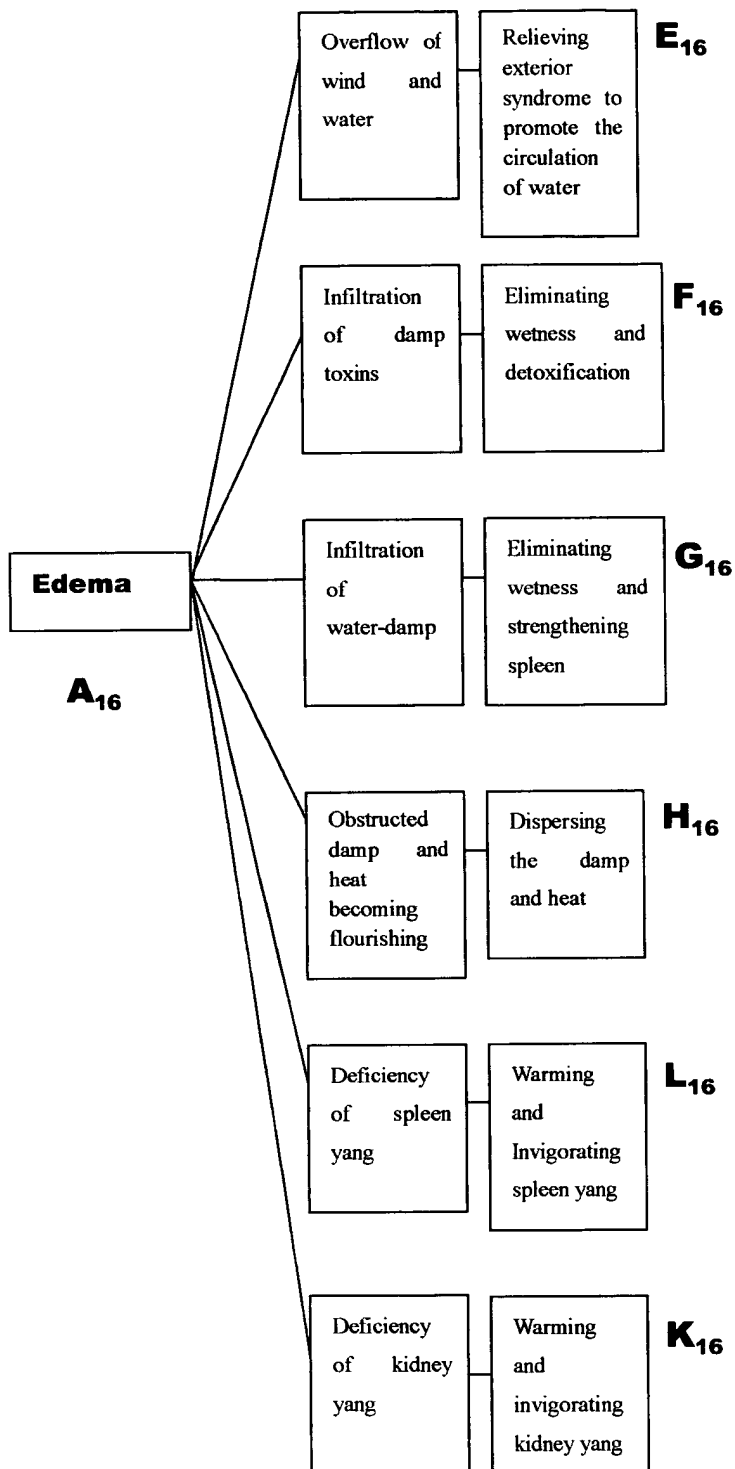 Overflow of
wind and
water
Relieving
exterior
syndrome to
promote the
circulation
of water
E16
Infiltration
of damp
toxins
Eliminating
wetness and
detoxification
F16
Edema
A16
Infiltration
of
water-damp
Eliminating
wetness and
strengthening
spleen
G16
Obstructed
damp and
heat
becoming
flourishing
Dispersing
the damp
and heat
H16
Deficiency
of spleen
yang
Warming
and
Invigorating
spleen yang
L16
Deficiency
of kidney
yang
Warming
and
invigorating
kidney yang
K16